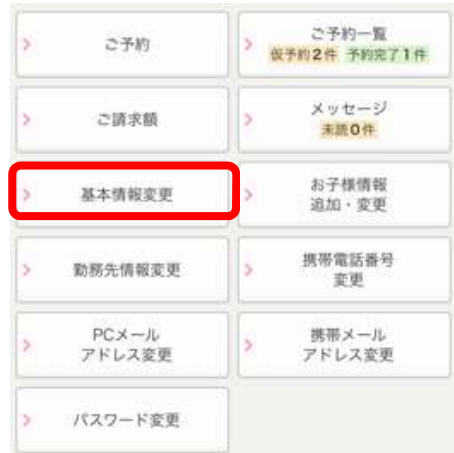 ご予約
ご予約一覧
仮予約2件 予約完了1件
ご請求額
メッセージ
未読0件
基本情報変更
お子様情報
追加・変更
勤務先情報変更
携帯電話番号
変更
PCメール
アドレス変更
携帯メール
アドレス変更
パスワード変更